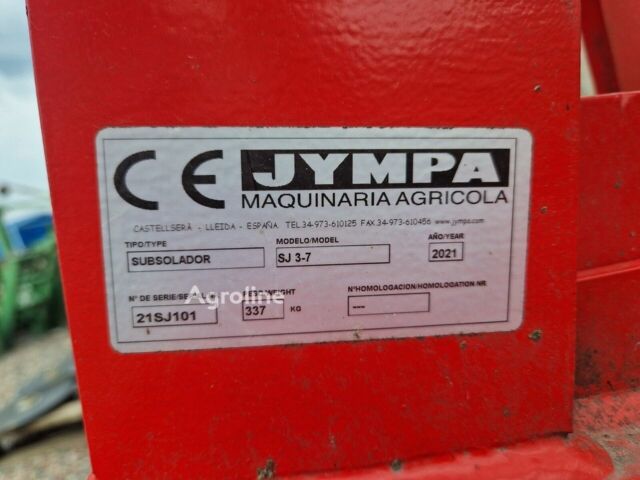 CE JYMPA
MAQUINARIA AGRICOLA
CASTELLSERÀ - LLEIDA - ESPAÑA TEL.34-973-610125 FAX.34-973-610456 www.jympa.com
TIPO/TYPE MODELO/MODEL AÑO/YEAR
SUBSOLADOR SJ 3-7 2021
Agroline
Nº DE SERIE/ WEIGHT NºHOMOLOGACION/HOMOLOGATION NR
21SJ101 337 KG ---